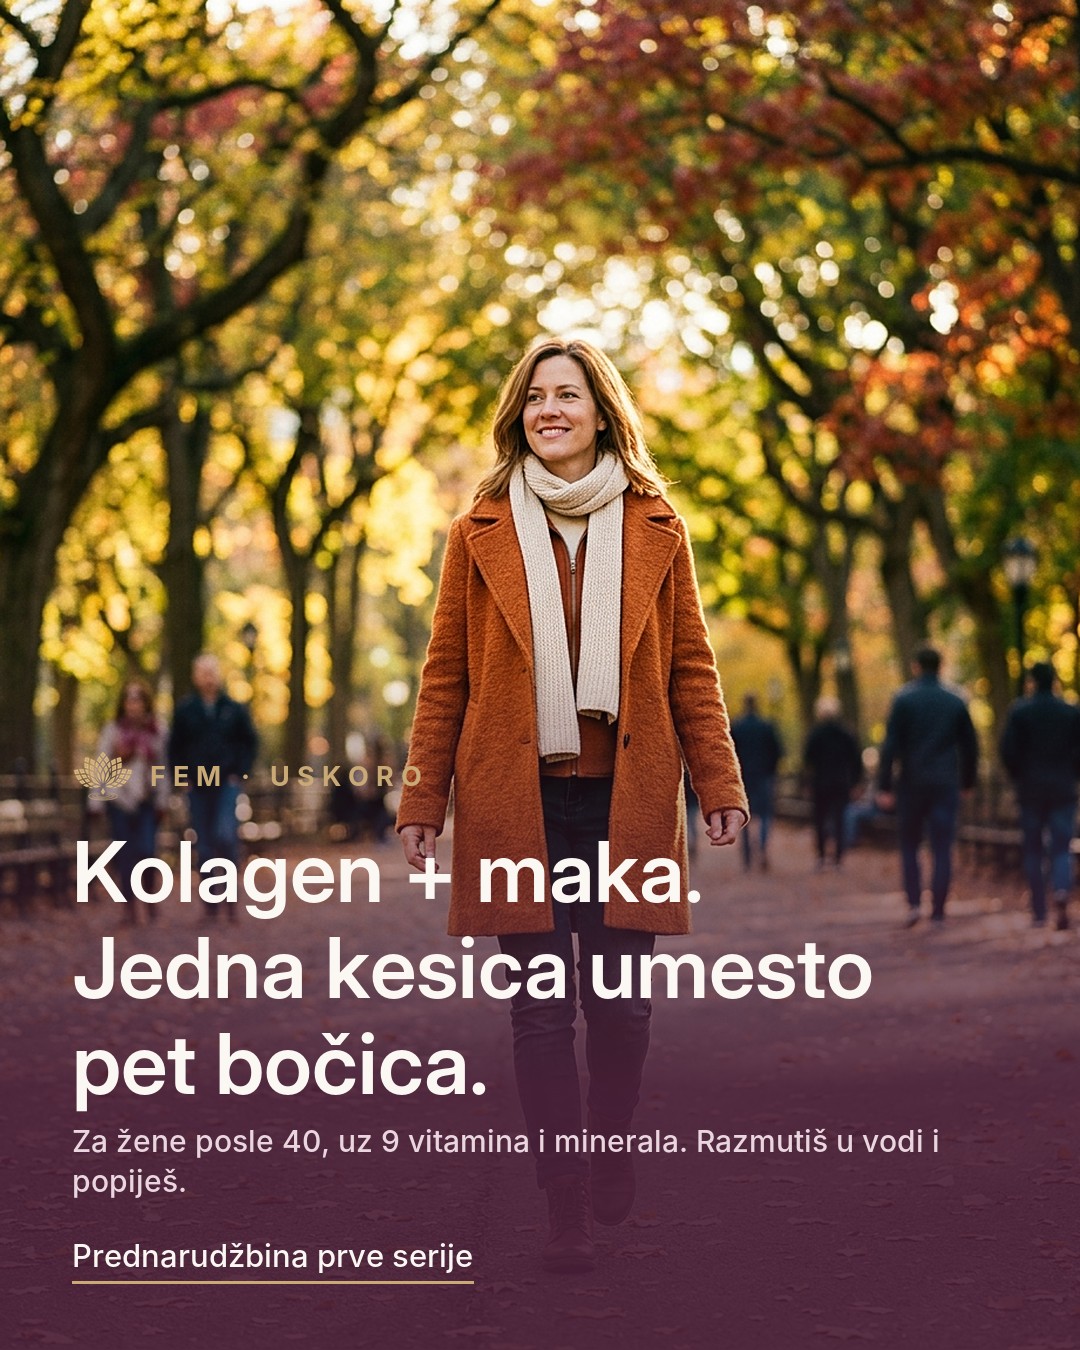 FEM · USKORO
Kolagen + maka.
Jedna kesica umesto
pet bočica.
Za žene posle 40, uz 9 vitamina i minerala. Razmutiš u vodi i
popiješ.
Prednarudžbina prve serije